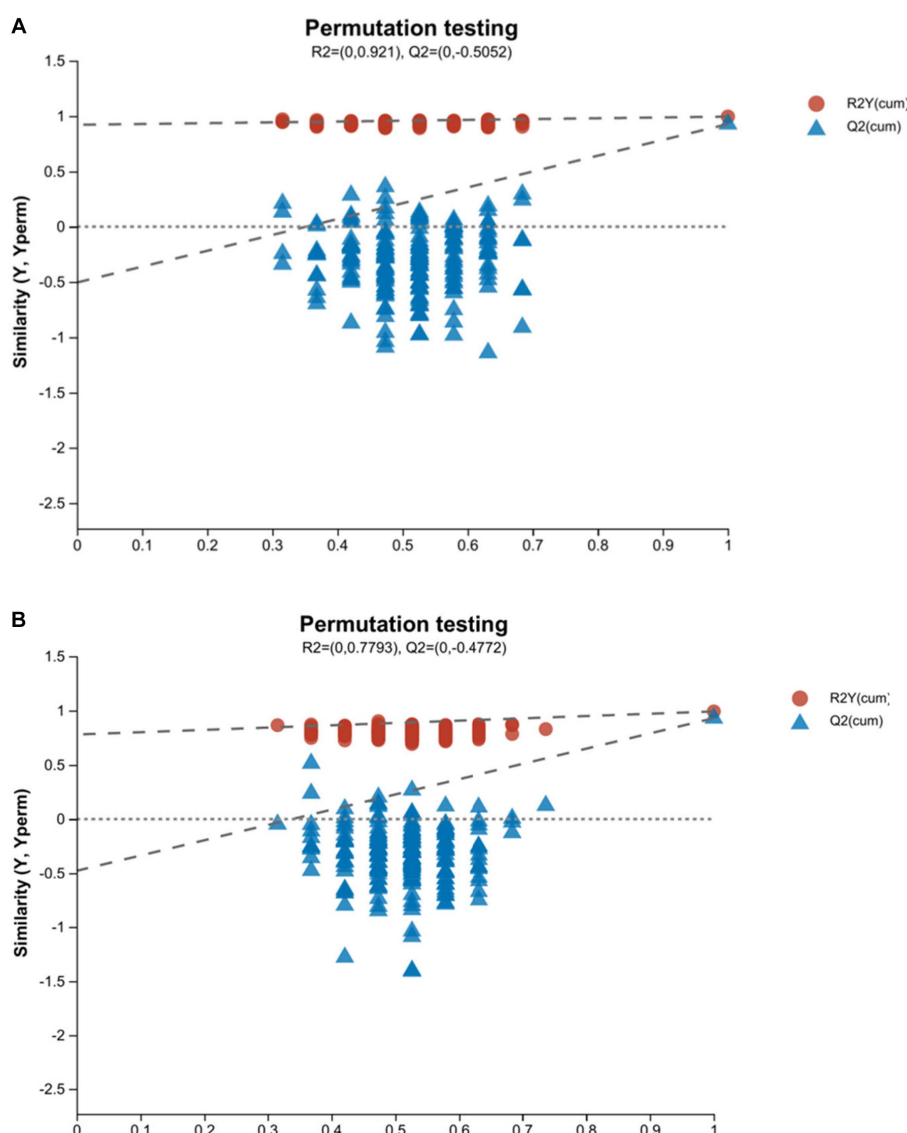 A
Permutation testing
R2=(0,0.921), Q2=(0,-0.5052)
1.5
1
0.5
0
-0.5
-1
-1.5
-2
-2.5
Similarity (Y, Yperm)
0 0.1 0.2 0.3 0.4 0.5 0.6 0.7 0.8 0.9 1
R2Y(cum)
Q2(cum)
B
Permutation testing
R2=(0,0.7793), Q2=(0,-0.4772)
1.5
1
0.5
0
-0.5
-1
-1.5
-2
-2.5
Similarity (Y, Yperm)
0 0.1 0.2 0.3 0.4 0.5 0.6 0.7 0.8 0.9 1
R2Y(cum)
Q2(cum)